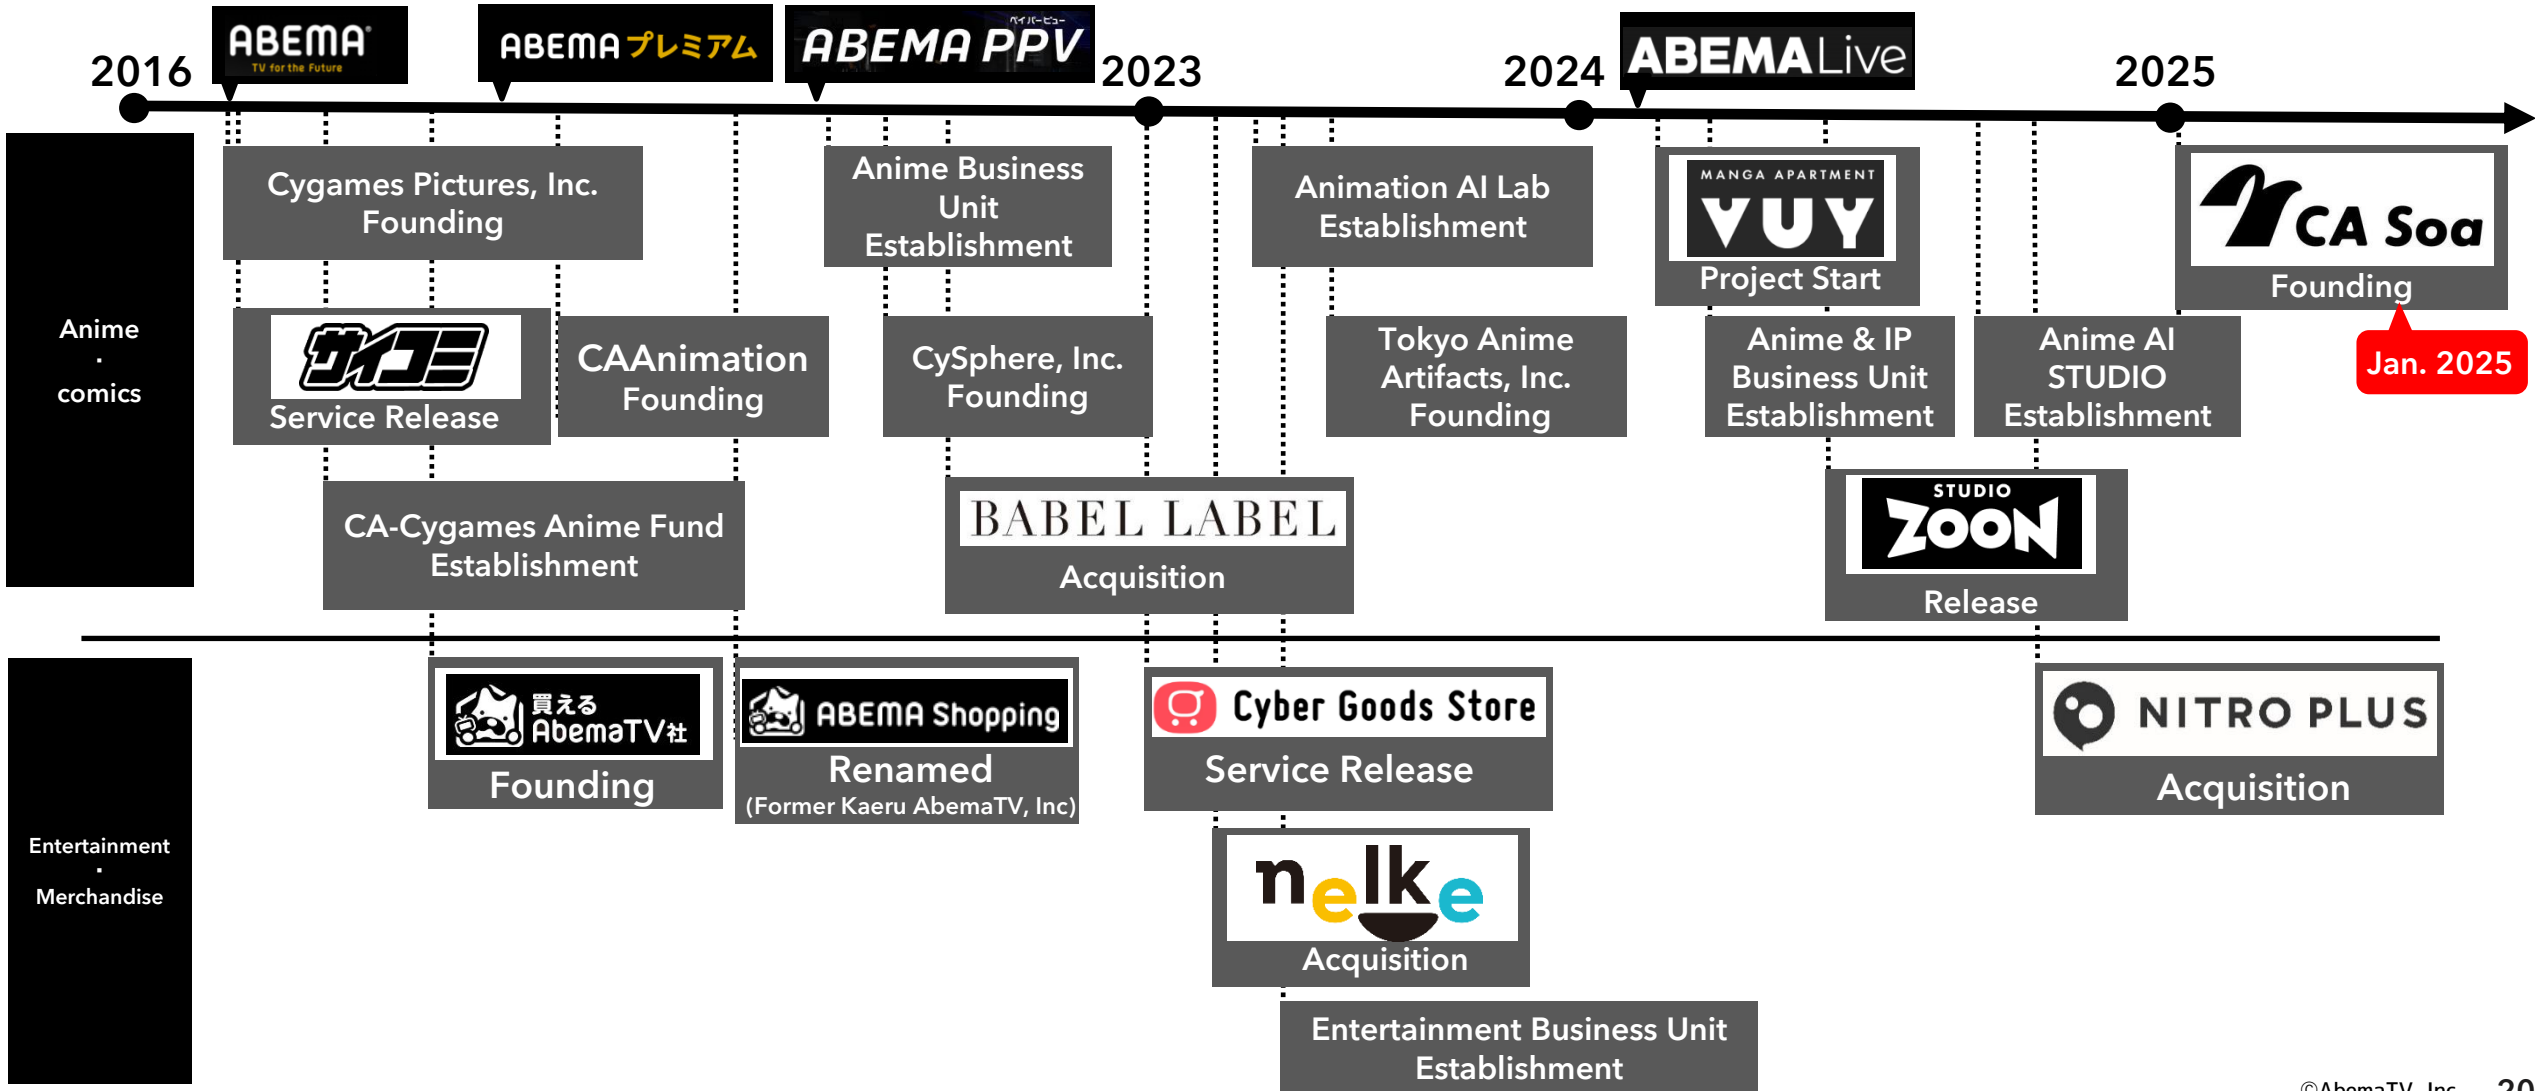 ABEMA
TV for the Future
ABEMA プレミアム
ペイパービュー
ABEMA PPV
ABEMA Live
2016
2023
2024
2025
Anime
・
comics
Cygames Pictures, Inc.
Founding
Anime Business
Unit
Establishment
Animation AI Lab
Establishment
MANGA APARTMENT
VUY
Project Start
CA Soa
Founding
Jan. 2025
サイコミ
Service Release
CAAnimation
Founding
CySphere, Inc.
Founding
Tokyo Anime
Artifacts, Inc.
Founding
Anime & IP
Business Unit
Establishment
Anime AI
STUDIO
Establishment
CA-Cygames Anime Fund
Establishment
BABEL LABEL
Acquisition
STUDIO
ZOON
Release
Entertainment
・
Merchandise
買える
AbemaTV社
Founding
ABEMA Shopping
Renamed
(Former Kaeru AbemaTV, Inc)
Cyber Goods Store
Service Release
NITRO PLUS
Acquisition
nelke
Acquisition
Entertainment Business Unit
Establishment
©AbemaTV, Inc.
20